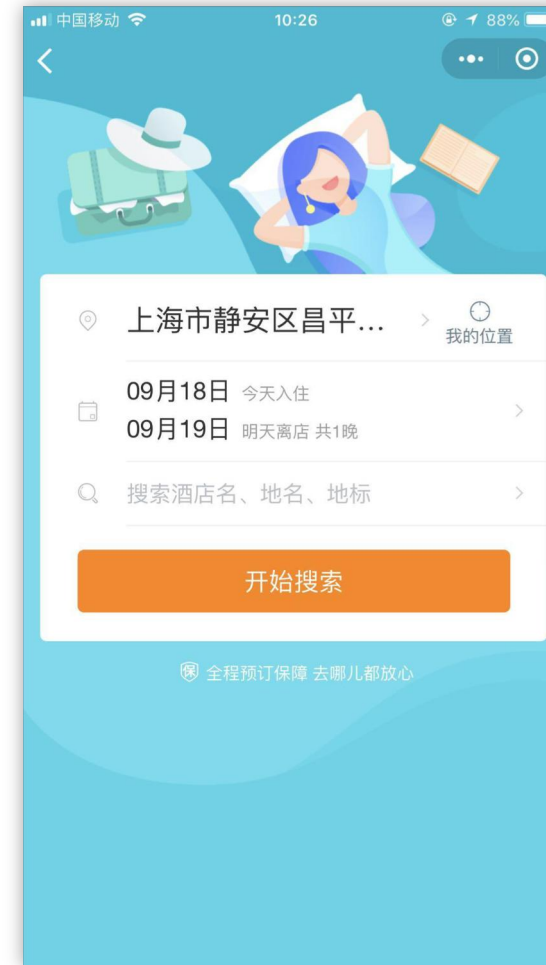 中国移动 10:26 88%
上海市静安区昌平...
我的位置
09月18日 今天入住
09月19日 明天离店 共1晚
搜索酒店名、地名、地标
开始搜索
保 全程预订保障 去哪儿都放心